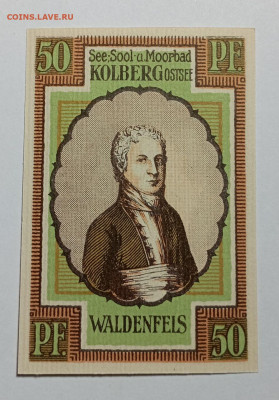 COINS.LAVE.RU
50 PF.
See=Sool=u.Moorbad
KOLBERG OSTSEE
WALDENFELS
PF. 50